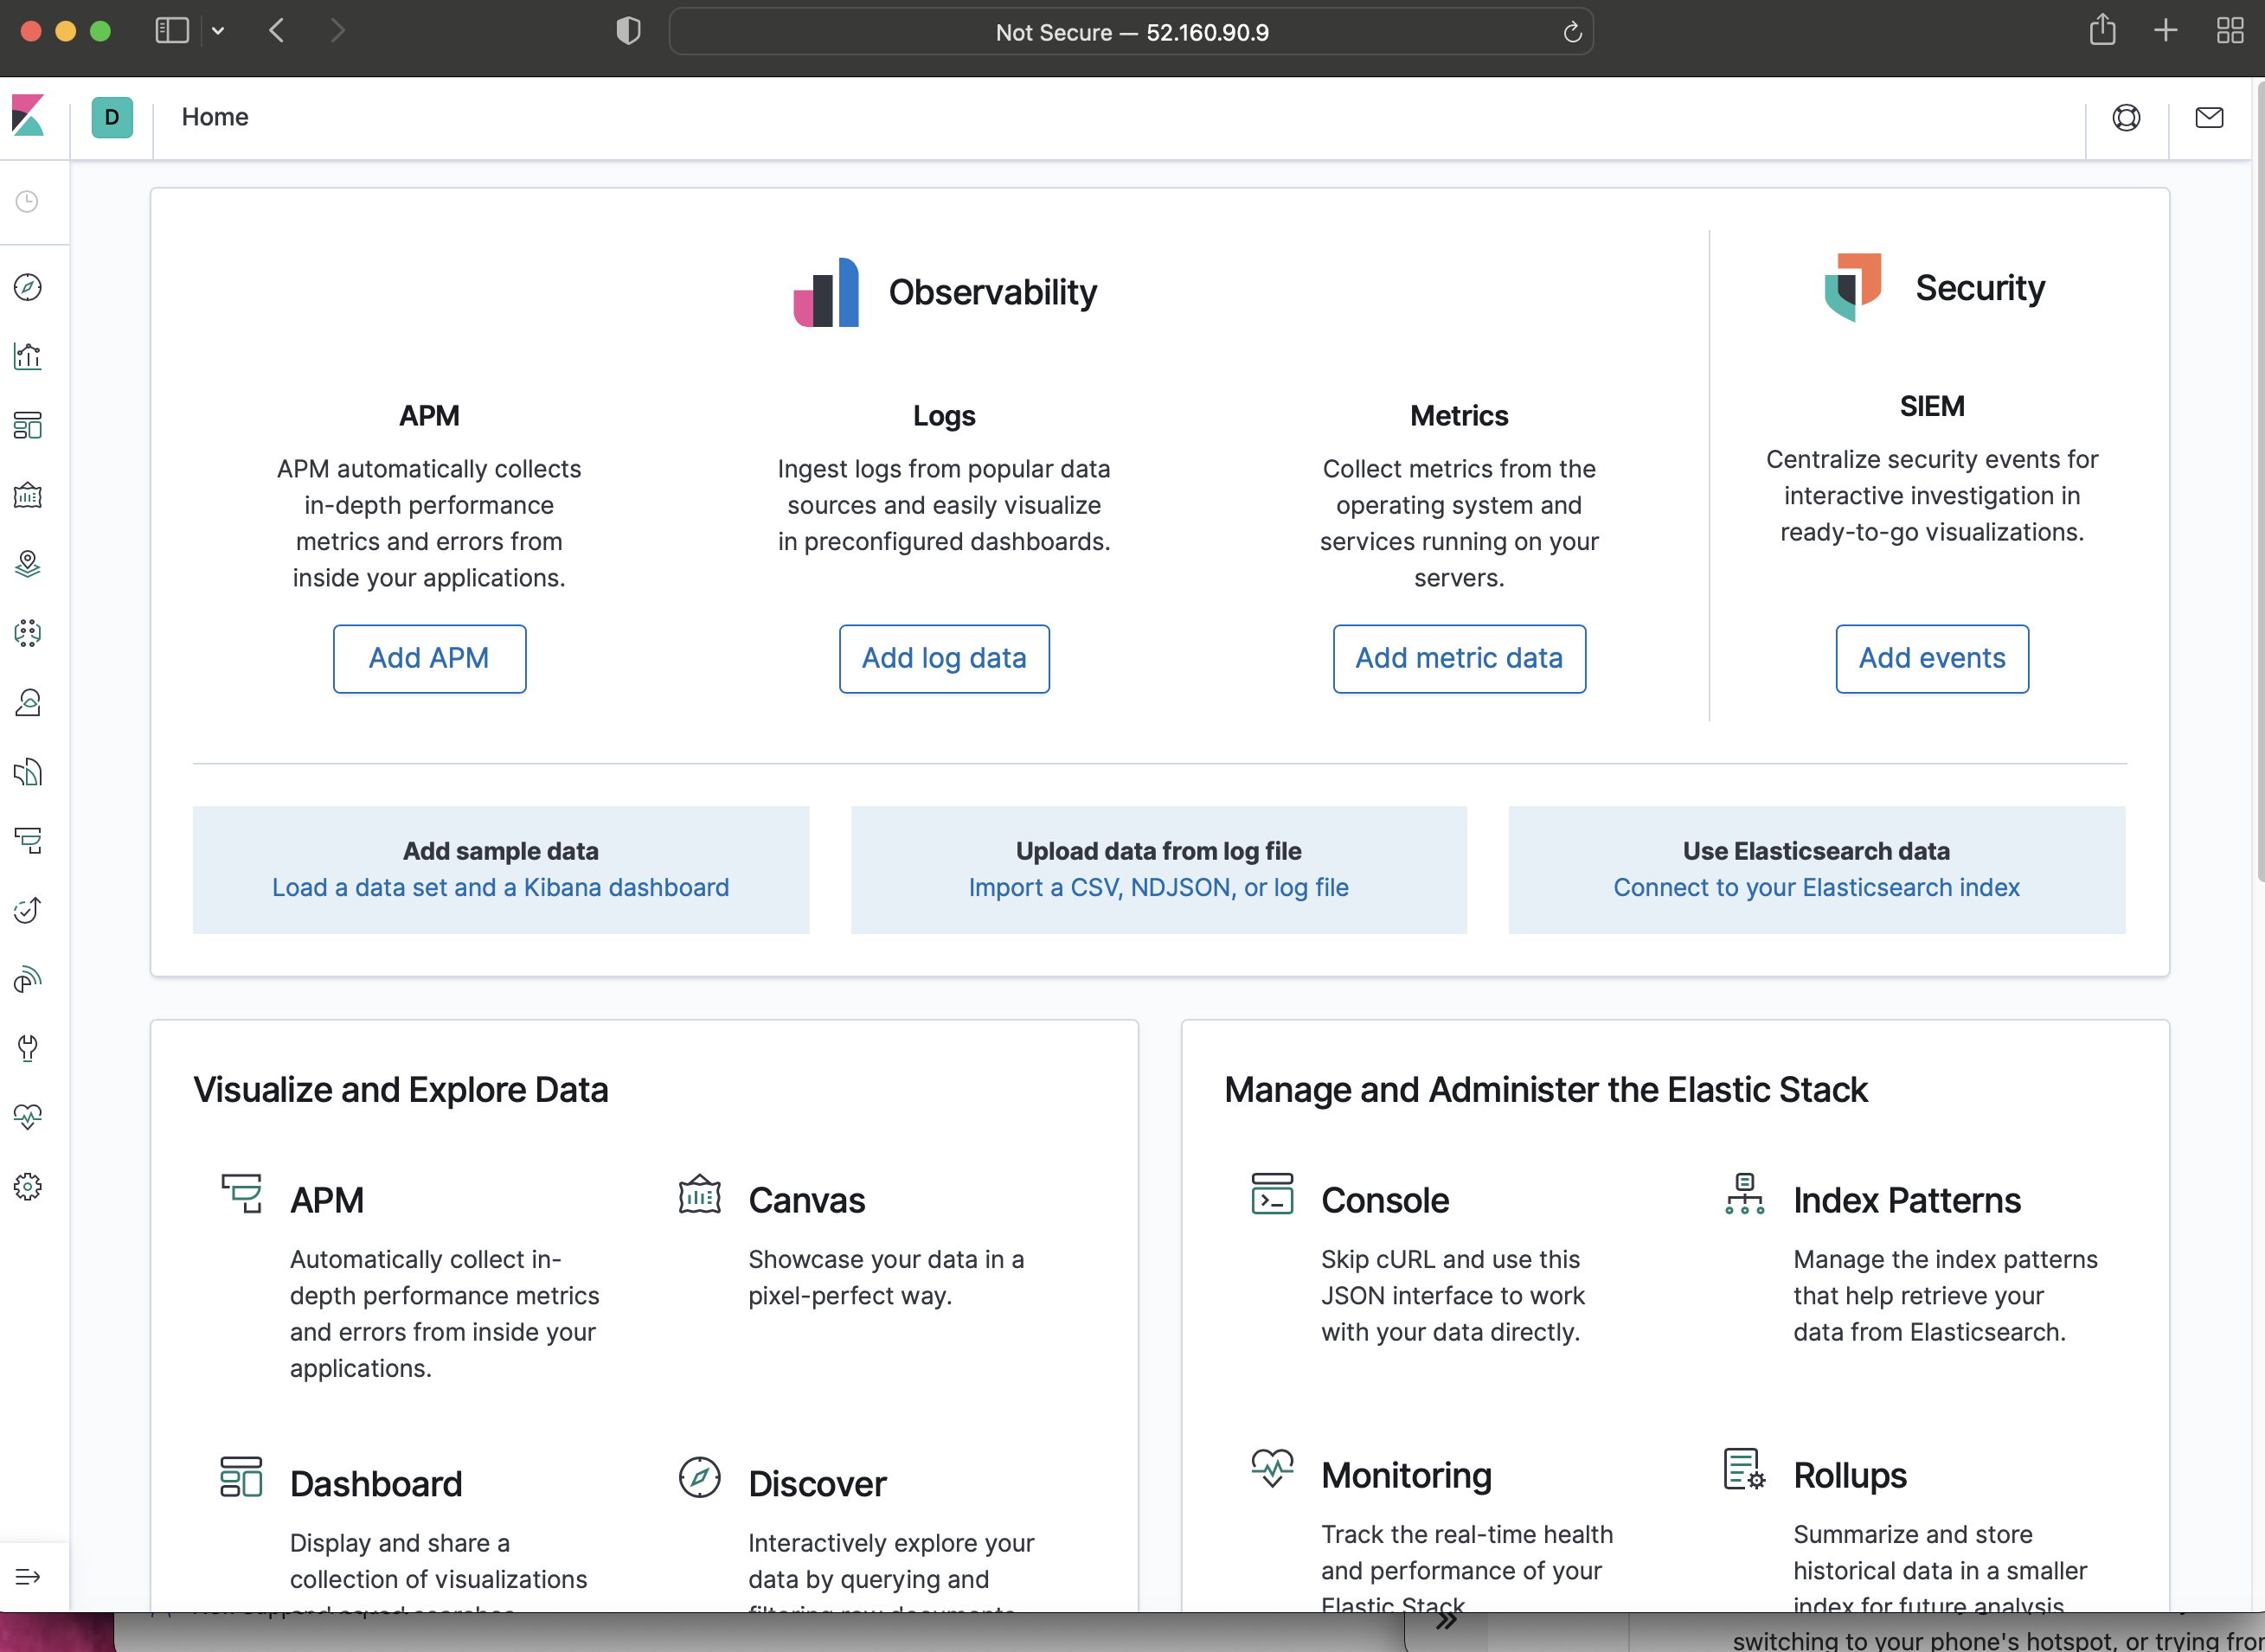 Not Secure — 52.160.90.9
D
Home
Observability
Security
APM
APM automatically collects
in-depth performance
metrics and errors from
inside your applications.
Add APM
Logs
Ingest logs from popular data
sources and easily visualize
in preconfigured dashboards.
Add log data
Metrics
Collect metrics from the
operating system and
services running on your
servers.
Add metric data
SIEM
Centralize security events for
interactive investigation in
ready-to-go visualizations.
Add events
Add sample data
Load a data set and a Kibana dashboard
Upload data from log file
Import a CSV, NDJSON, or log file
Use Elasticsearch data
Connect to your Elasticsearch index
Visualize and Explore Data
APM
Automatically collect in-
depth performance metrics
and errors from inside your
applications.
Canvas
Showcase your data in a
pixel-perfect way.
Dashboard
Display and share a
collection of visualizations
and saved searches.
Discover
Interactively explore your
data by querying and
filtering raw documents.
Manage and Administer the Elastic Stack
Console
Skip cURL and use this
JSON interface to work
with your data directly.
Index Patterns
Manage the index patterns
that help retrieve your
data from Elasticsearch.
Monitoring
Track the real-time health
and performance of your
Elastic Stack
Rollups
Summarize and store
historical data in a smaller
index for future analysis
switching to your phone's hotspot, or trying from